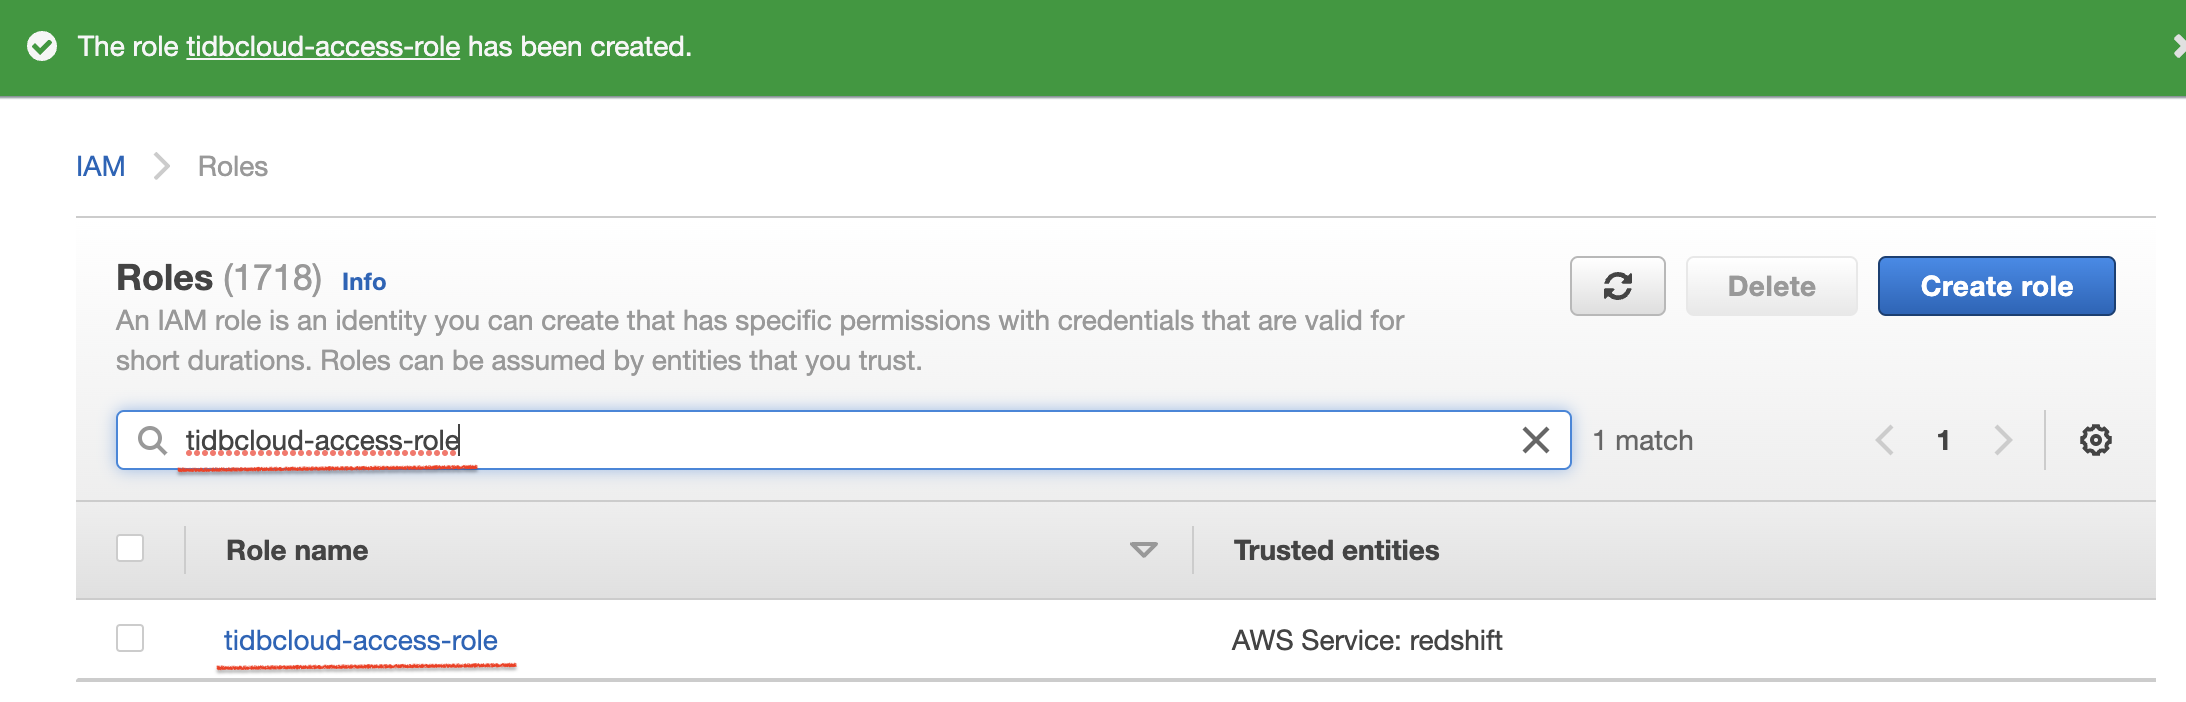 The role tidbcloud-access-role has been created.
IAM
Roles
Roles (1718) Info
Delete
Create role
An IAM role is an identity you can create that has specific permissions with credentials that are valid for
short durations. Roles can be assumed by entities that you trust.
tidbcloud-access-role
1 match
1
Role name
Trusted entities
tidbcloud-access-role
AWS Service: redshift